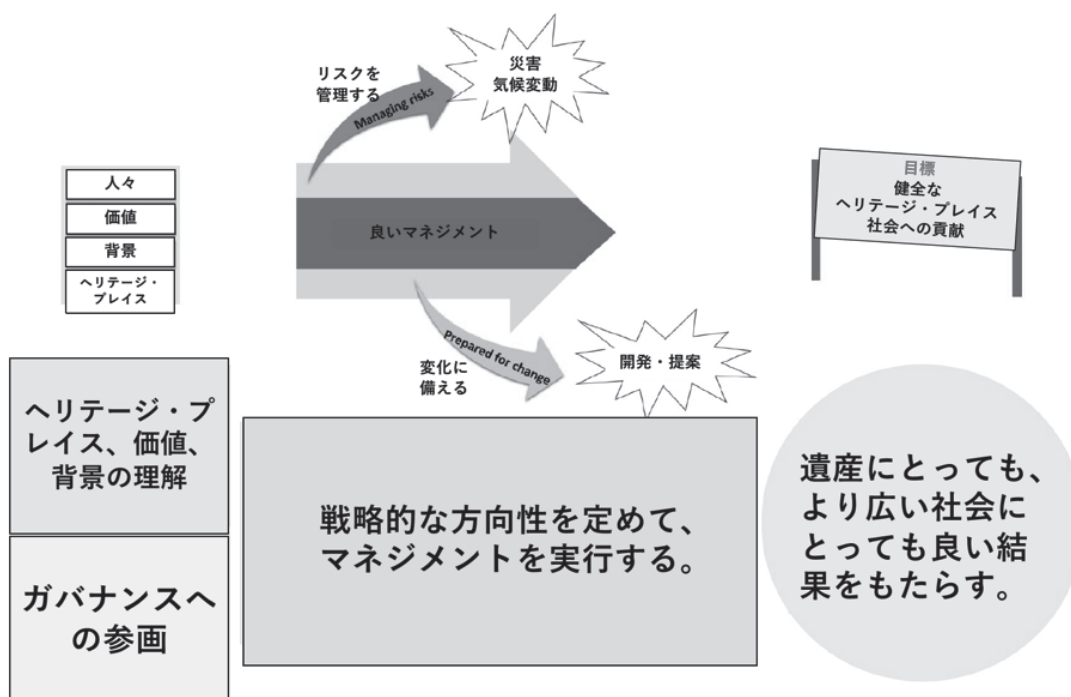 災害
気候変動
リスクを
管理する
Managing risks
人々
価値
背景
ヘリテージ・
プレイス
良いマネジメント
目標
健全な
ヘリテージ・プレイス
社会への貢献
Prepared for change
変化に
備える
開発・提案
ヘリテージ・プ
レイス、価値、
背景の理解
ガバナンスへ
の参画
戦略的な方向性を定めて、
マネジメントを実行する。
遺産にとっても、
より広い社会に
とっても良い結
果をもたらす。